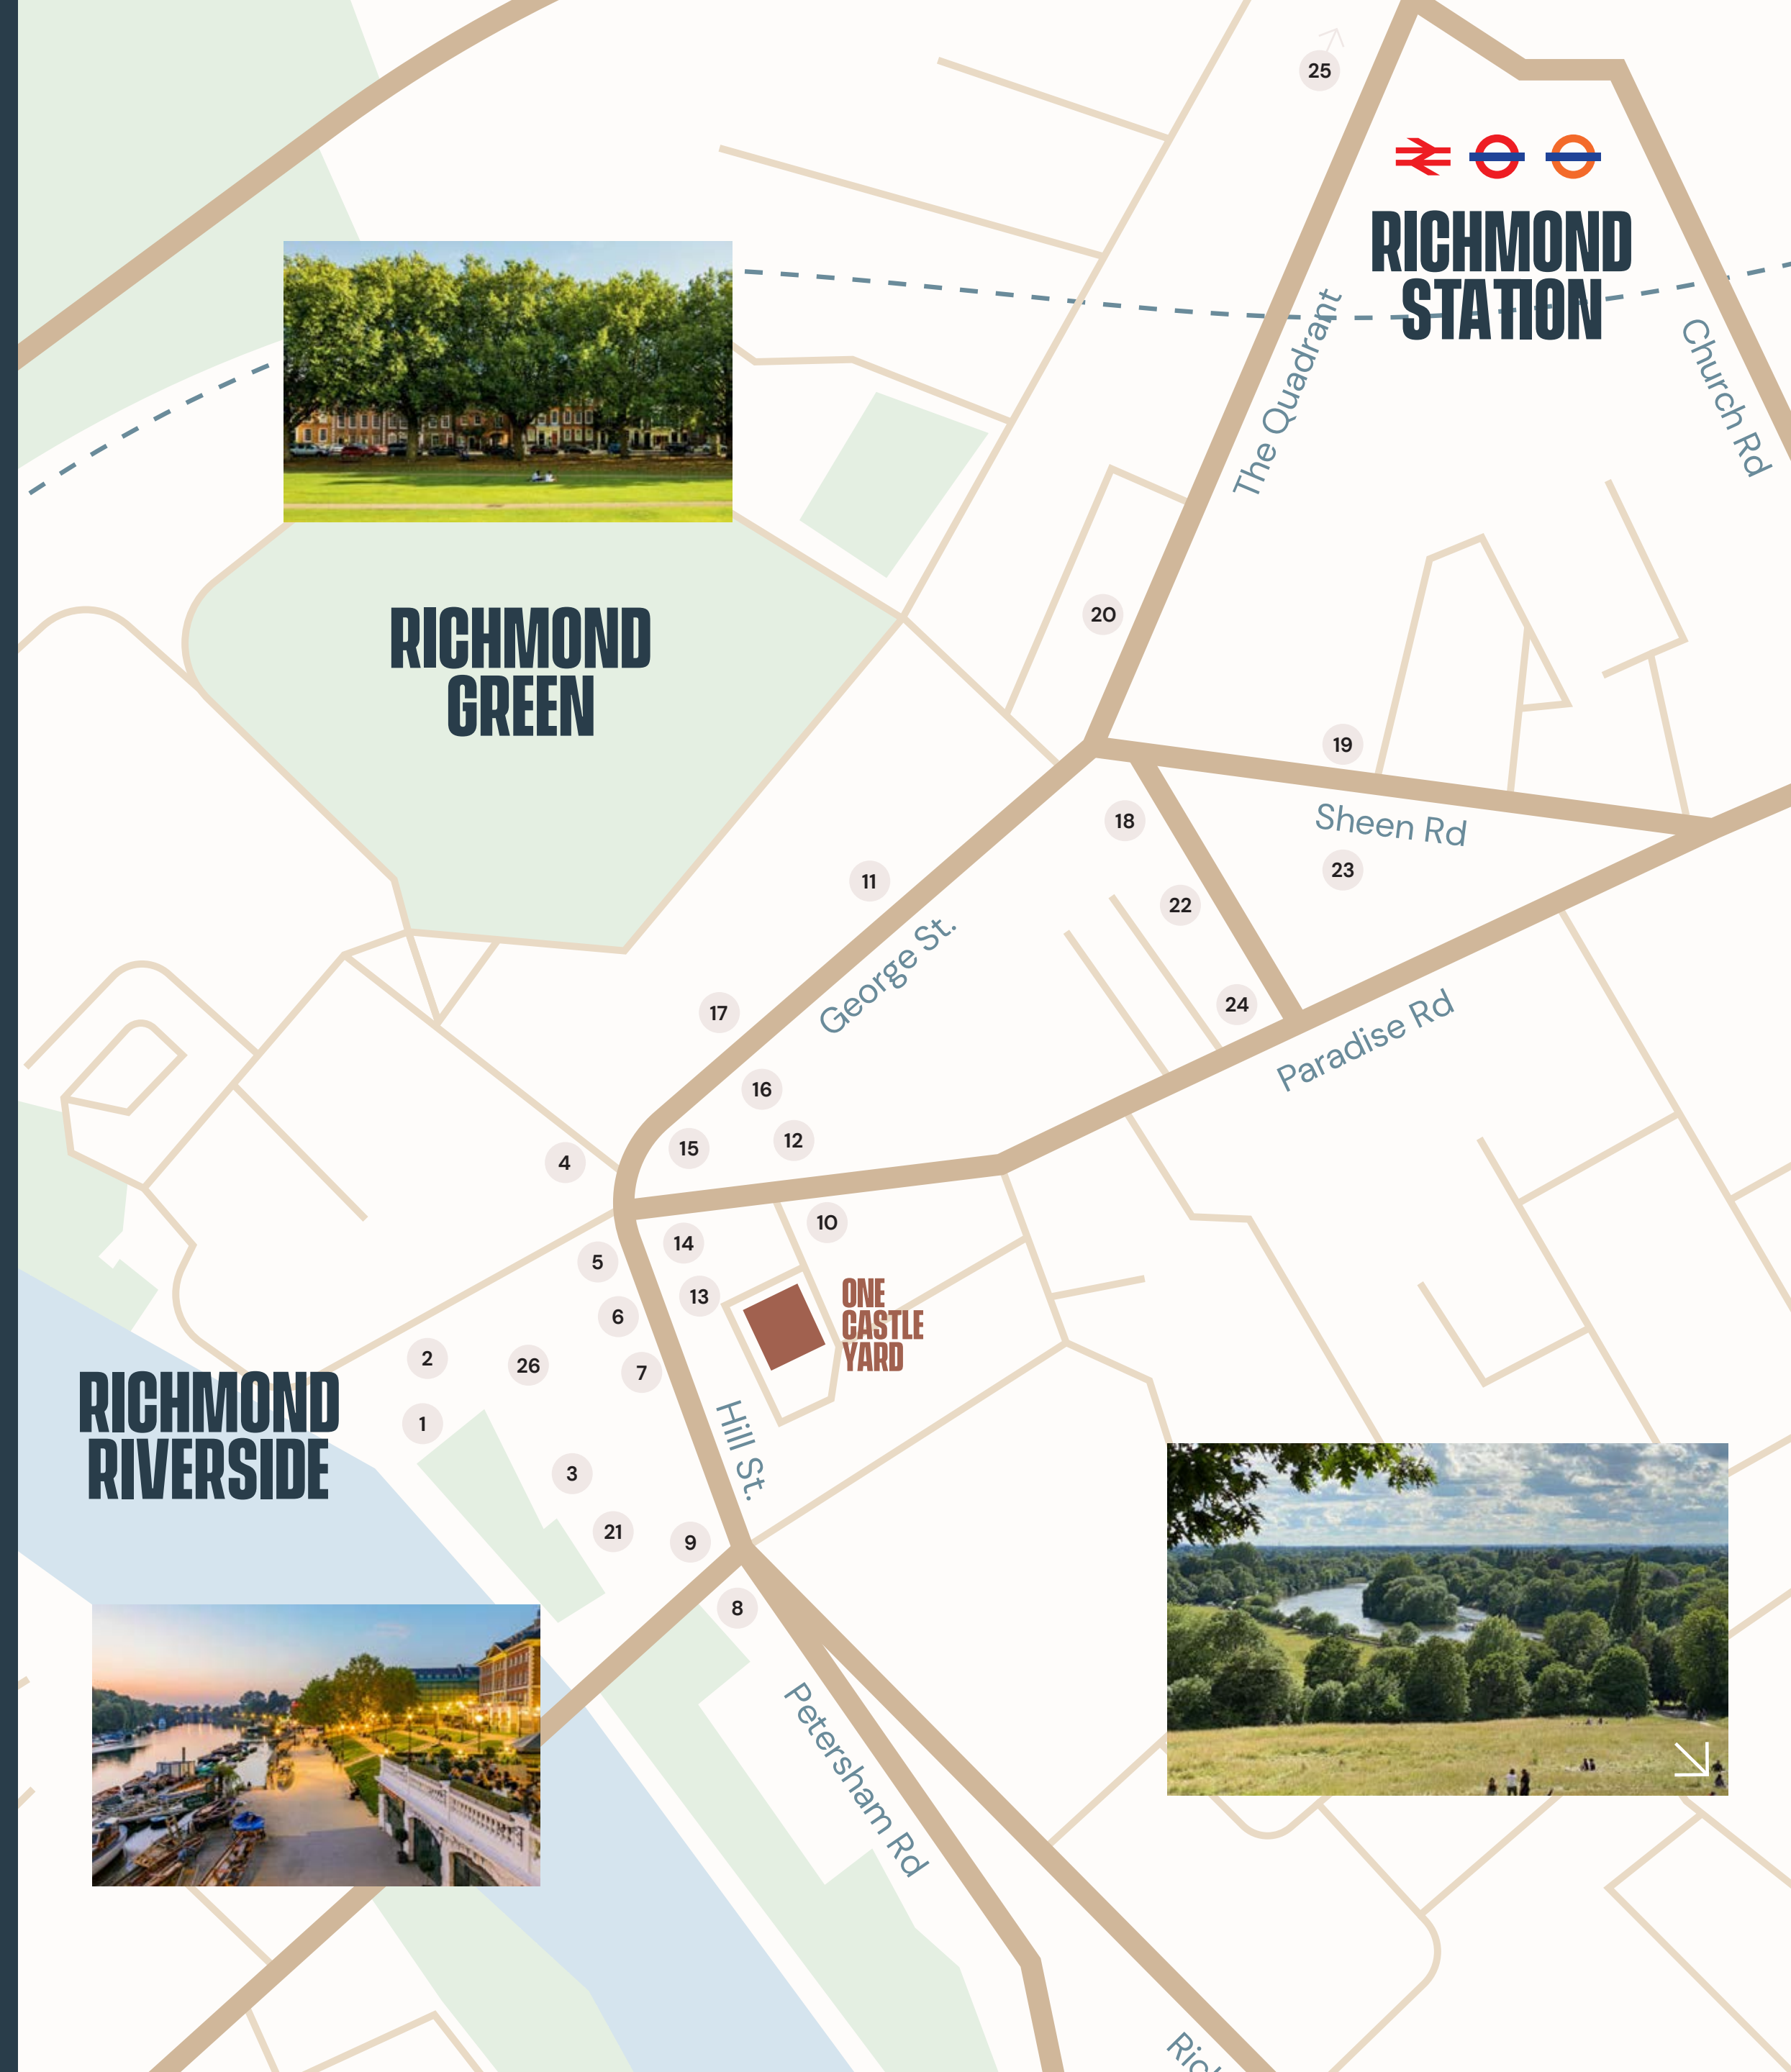 25
RICHMOND
STATION
The Quadrant
Church Rd
RICHMOND
GREEN
20
19
18
Sheen Rd
23
11
22
George St.
24
17
Paradise Rd
16
12
15
4
10
14
5
13
ONE
CASTLE
YARD
6
2
26
7
1
RICHMOND
RIVERSIDE
Hill St.
3
21
9
8
Petersham Rd